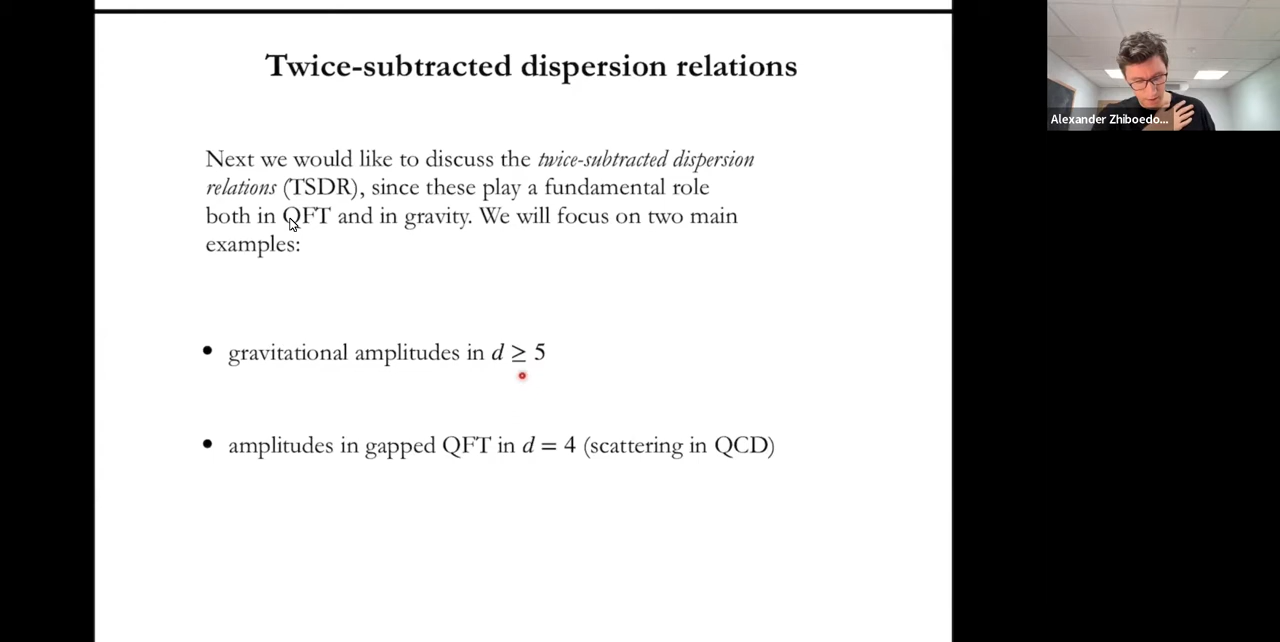 Twice-subtracted dispersion relations
Next we would like to discuss the twice-subtracted dispersion
relations (TSDR), since these play a fundamental role
both in QFT and in gravity. We will focus on two main
examples:
• gravitational amplitudes in d ≥ 5
• amplitudes in gapped QFT in d = 4 (scattering in QCD)
Alexander Zhiboedo...